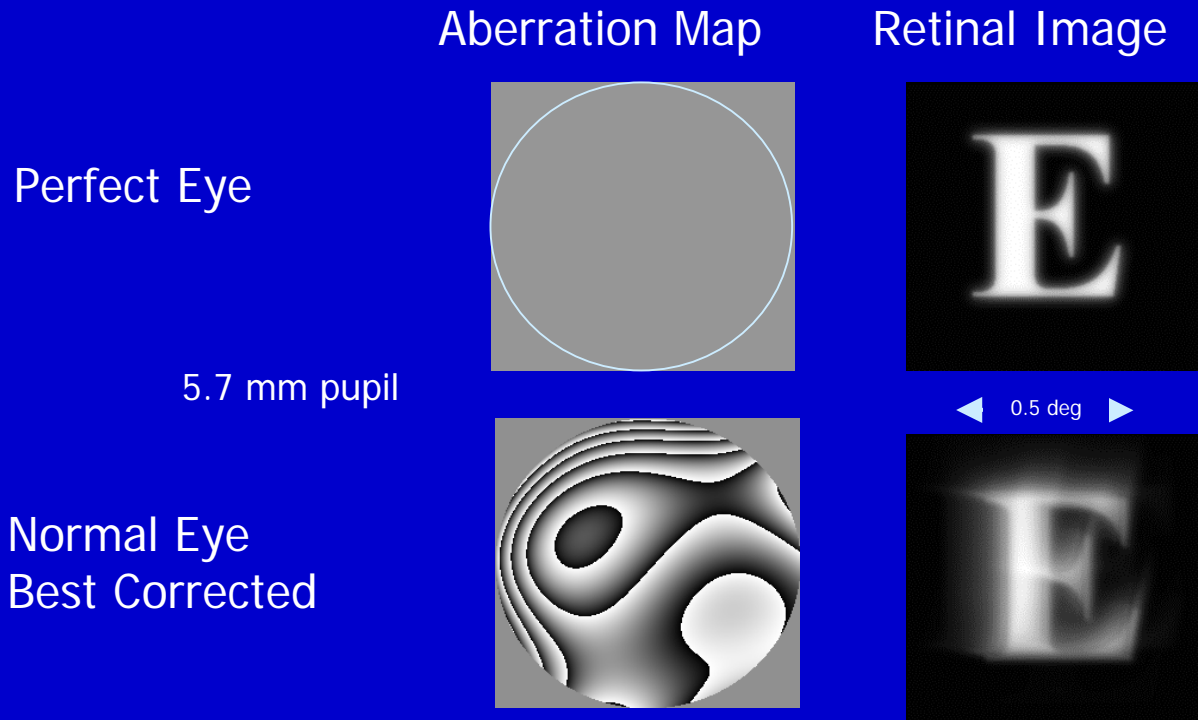 Aberration Map
Retinal Image
Perfect Eye
E
5.7 mm pupil
0.5 deg
Normal Eye
Best Corrected
E